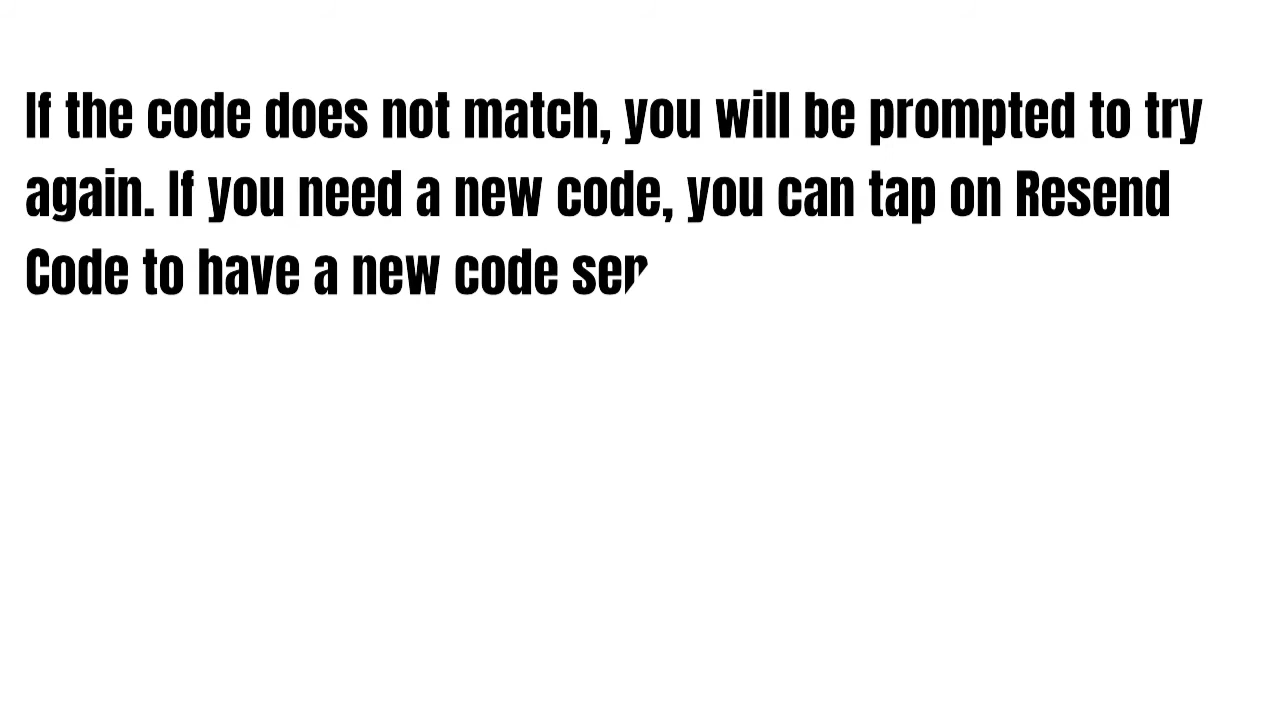 If the code does not match, you will be prompted to try
again. If you need a new code, you can tap on Resend
Code to have a new code